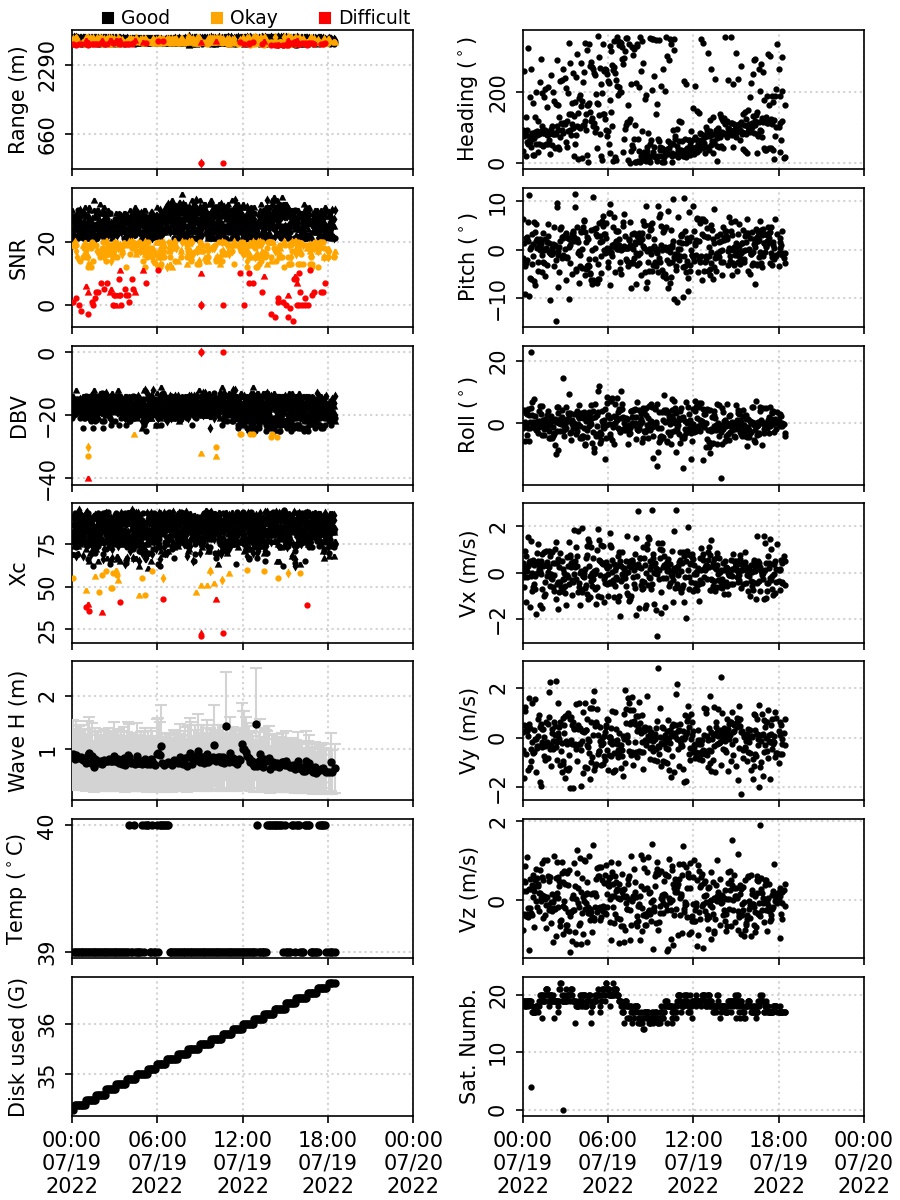 Good Okay Difficult
Range (m)
2290
660
Heading (°)
200
0
SNR
20
0
Pitch (°)
10
0
−10
DBV
0
−20
−40
Roll (°)
20
0
Xc
75
50
25
Vx (m/s)
2
0
−2
Wave H (m)
2
1
Vy (m/s)
2
0
−2
Temp (°C)
40
39
Vz (m/s)
2
0
Disk used (G)
36
35
Sat. Numb.
20
10
0
00:00 06:00 12:00 18:00 00:00
07/19 07/19 07/19 07/19 07/20
2022 2022 2022 2022 2022
00:00 06:00 12:00 18:00 00:00
07/19 07/19 07/19 07/19 07/20
2022 2022 2022 2022 2022